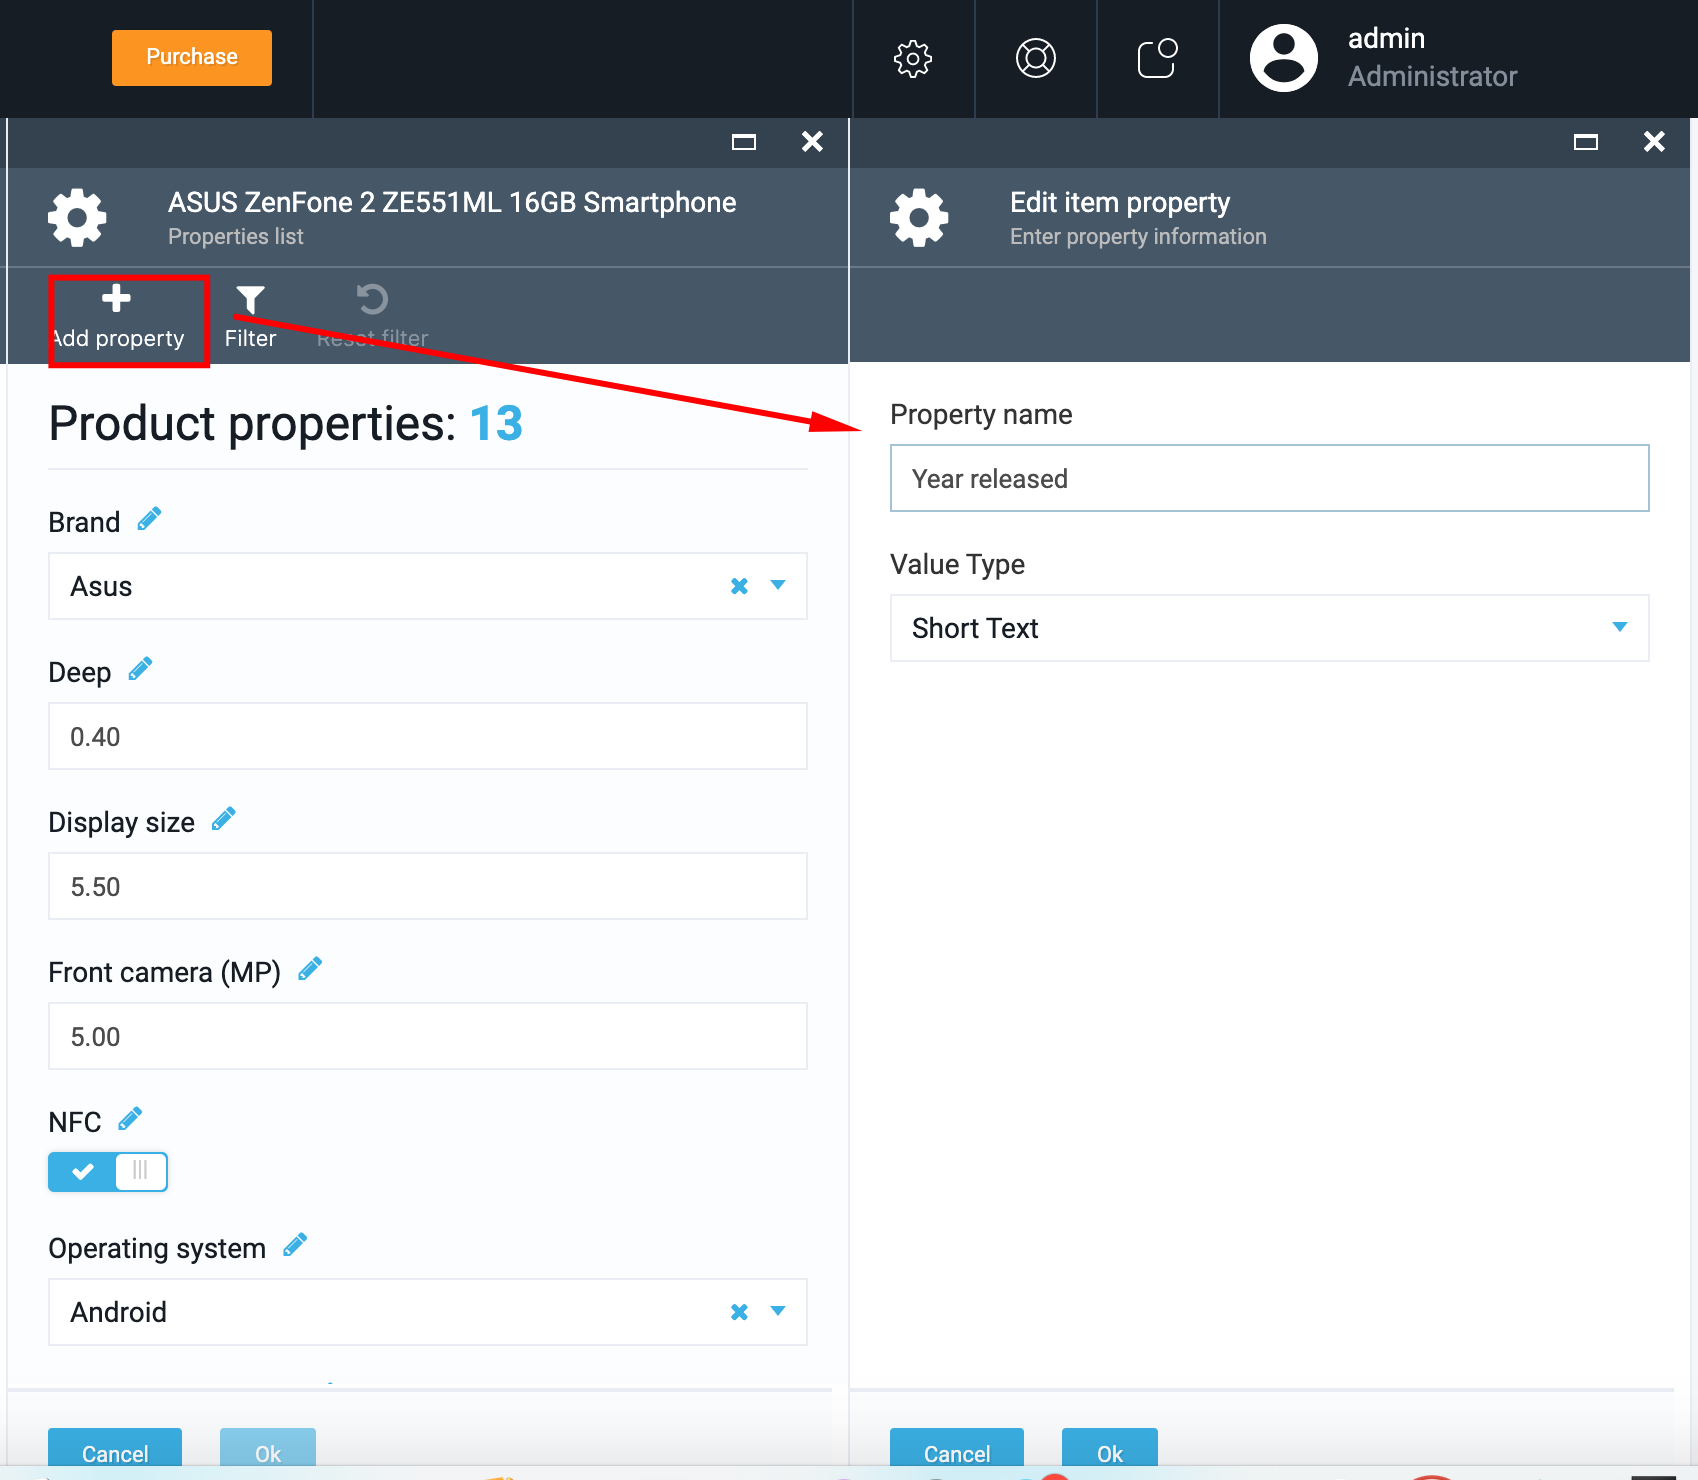 Purchase
admin
Administrator
ASUS ZenFone 2 ZE551ML 16GB Smartphone
Properties list
Add property
Filter
Reset filter
Product properties: 13
Brand
Asus
Deep
0.40
Display size
5.50
Front camera (MP)
5.00
NFC
Operating system
Android
Cancel
Ok
Edit item property
Enter property information
Property name
Year released
Value Type
Short Text
Cancel
Ok